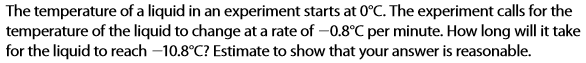 The temperature of a liquid in an experiment starts at 0°C. The experiment calls for the
temperature of the liquid to change at a rate of −0.8°C per minute. How long will it take
for the liquid to reach −10.8°C? Estimate to show that your answer is reasonable.